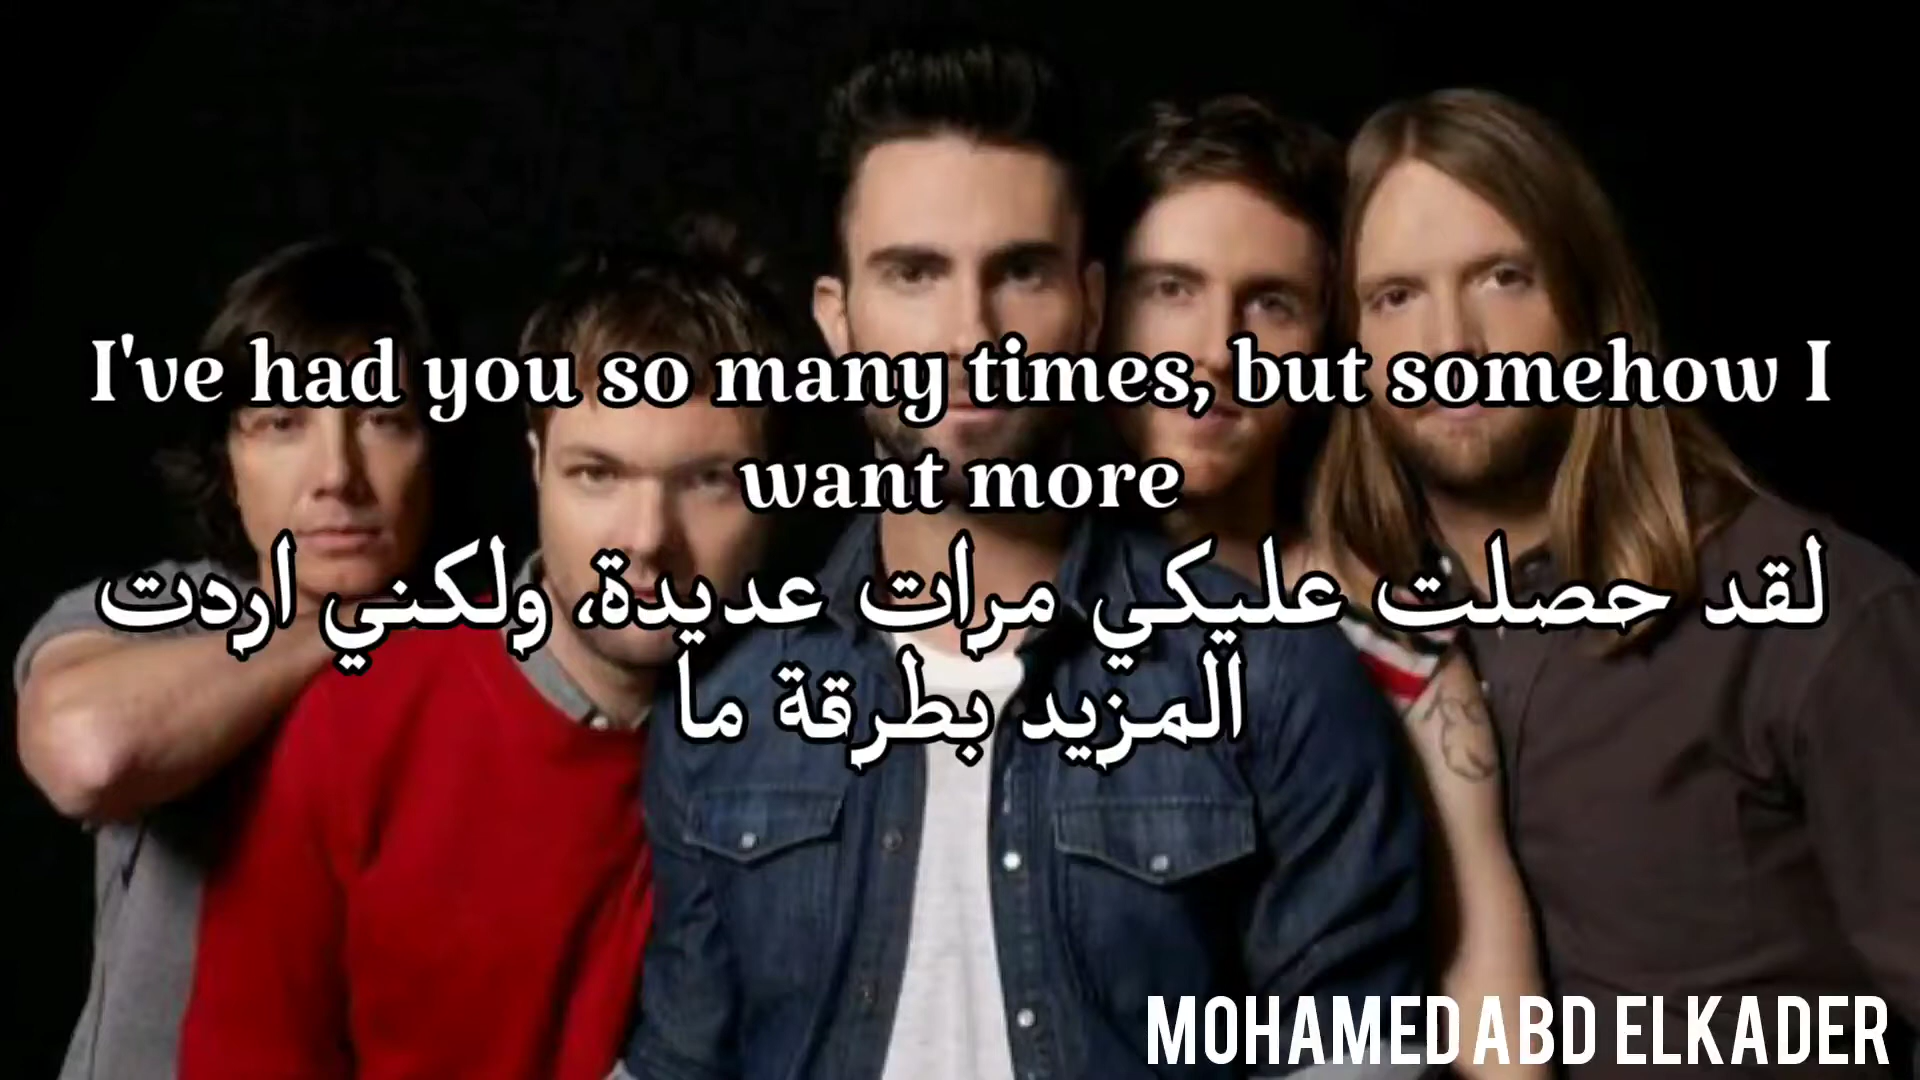 I've had you so many times, but somehow I
want more
لقد حصلت عليكي مرات عديدة، ولكني اردت
المزيد بطرقة ما
MOHAMED ABD ELKADER